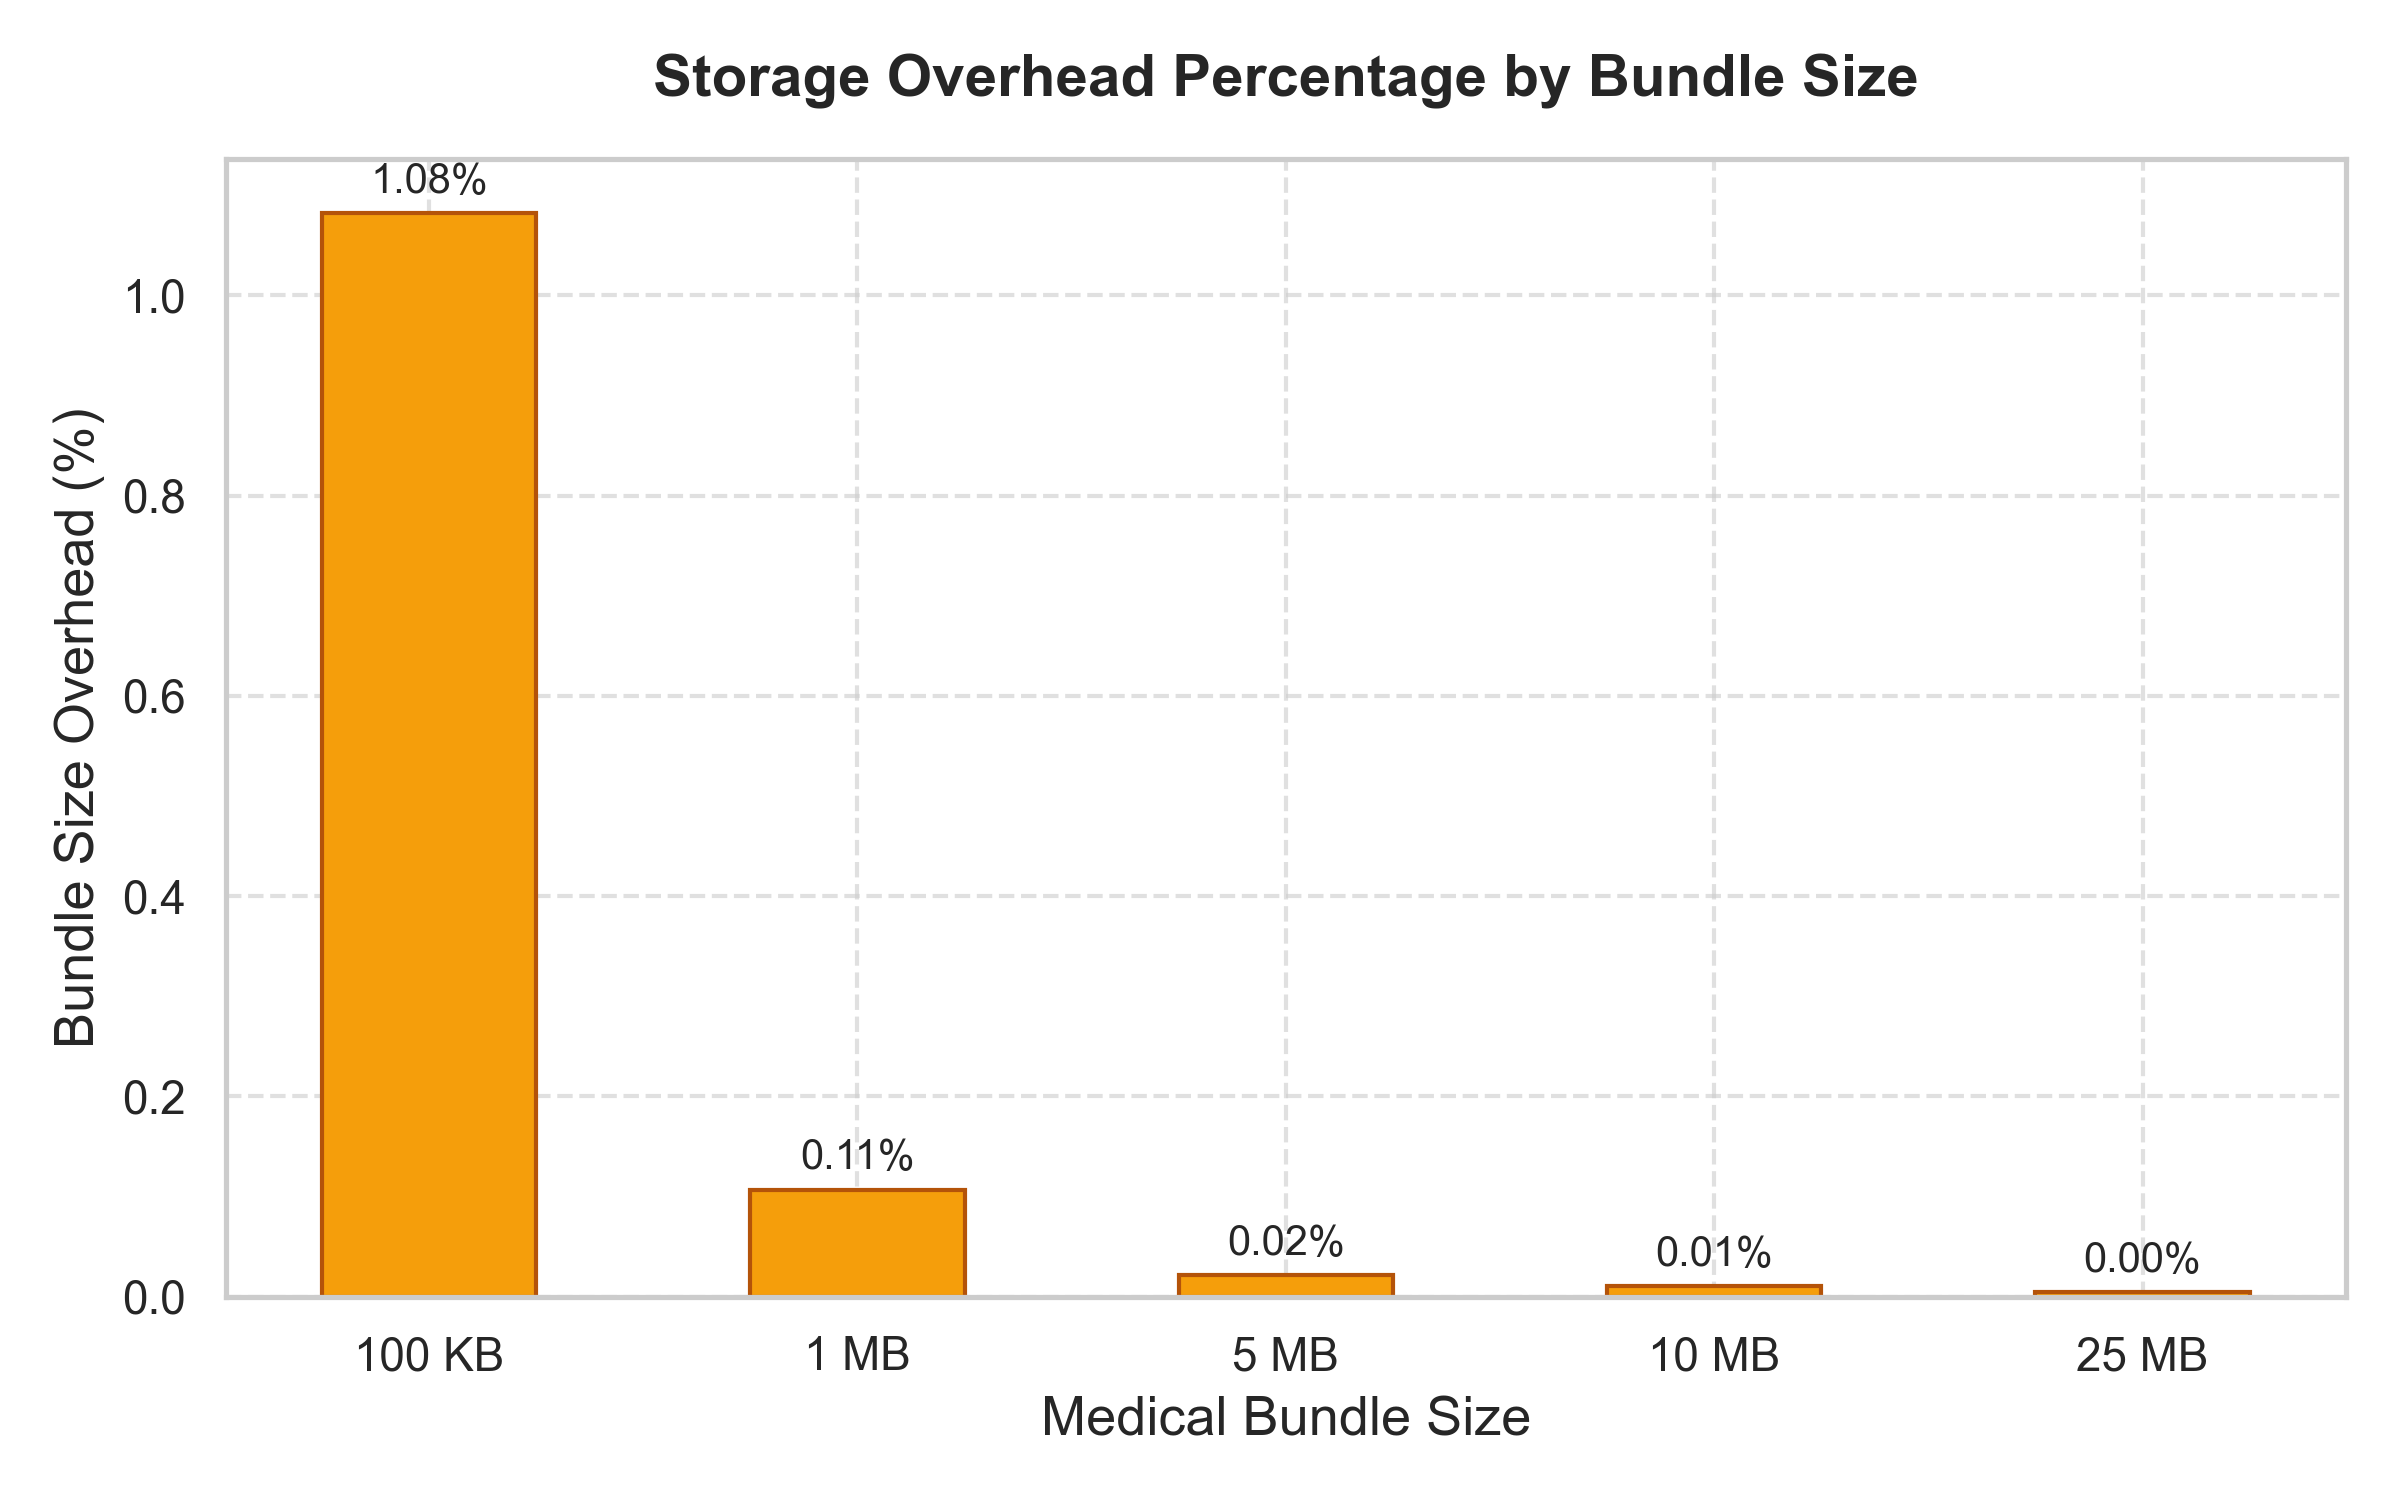 Storage Overhead Percentage by Bundle Size
1.08%
1.0
0.8
0.6
0.4
0.2
0.0
Bundle Size Overhead (%)
0.11%
0.02%
0.01%
0.00%
100 KB
1 MB
5 MB
10 MB
25 MB
Medical Bundle Size